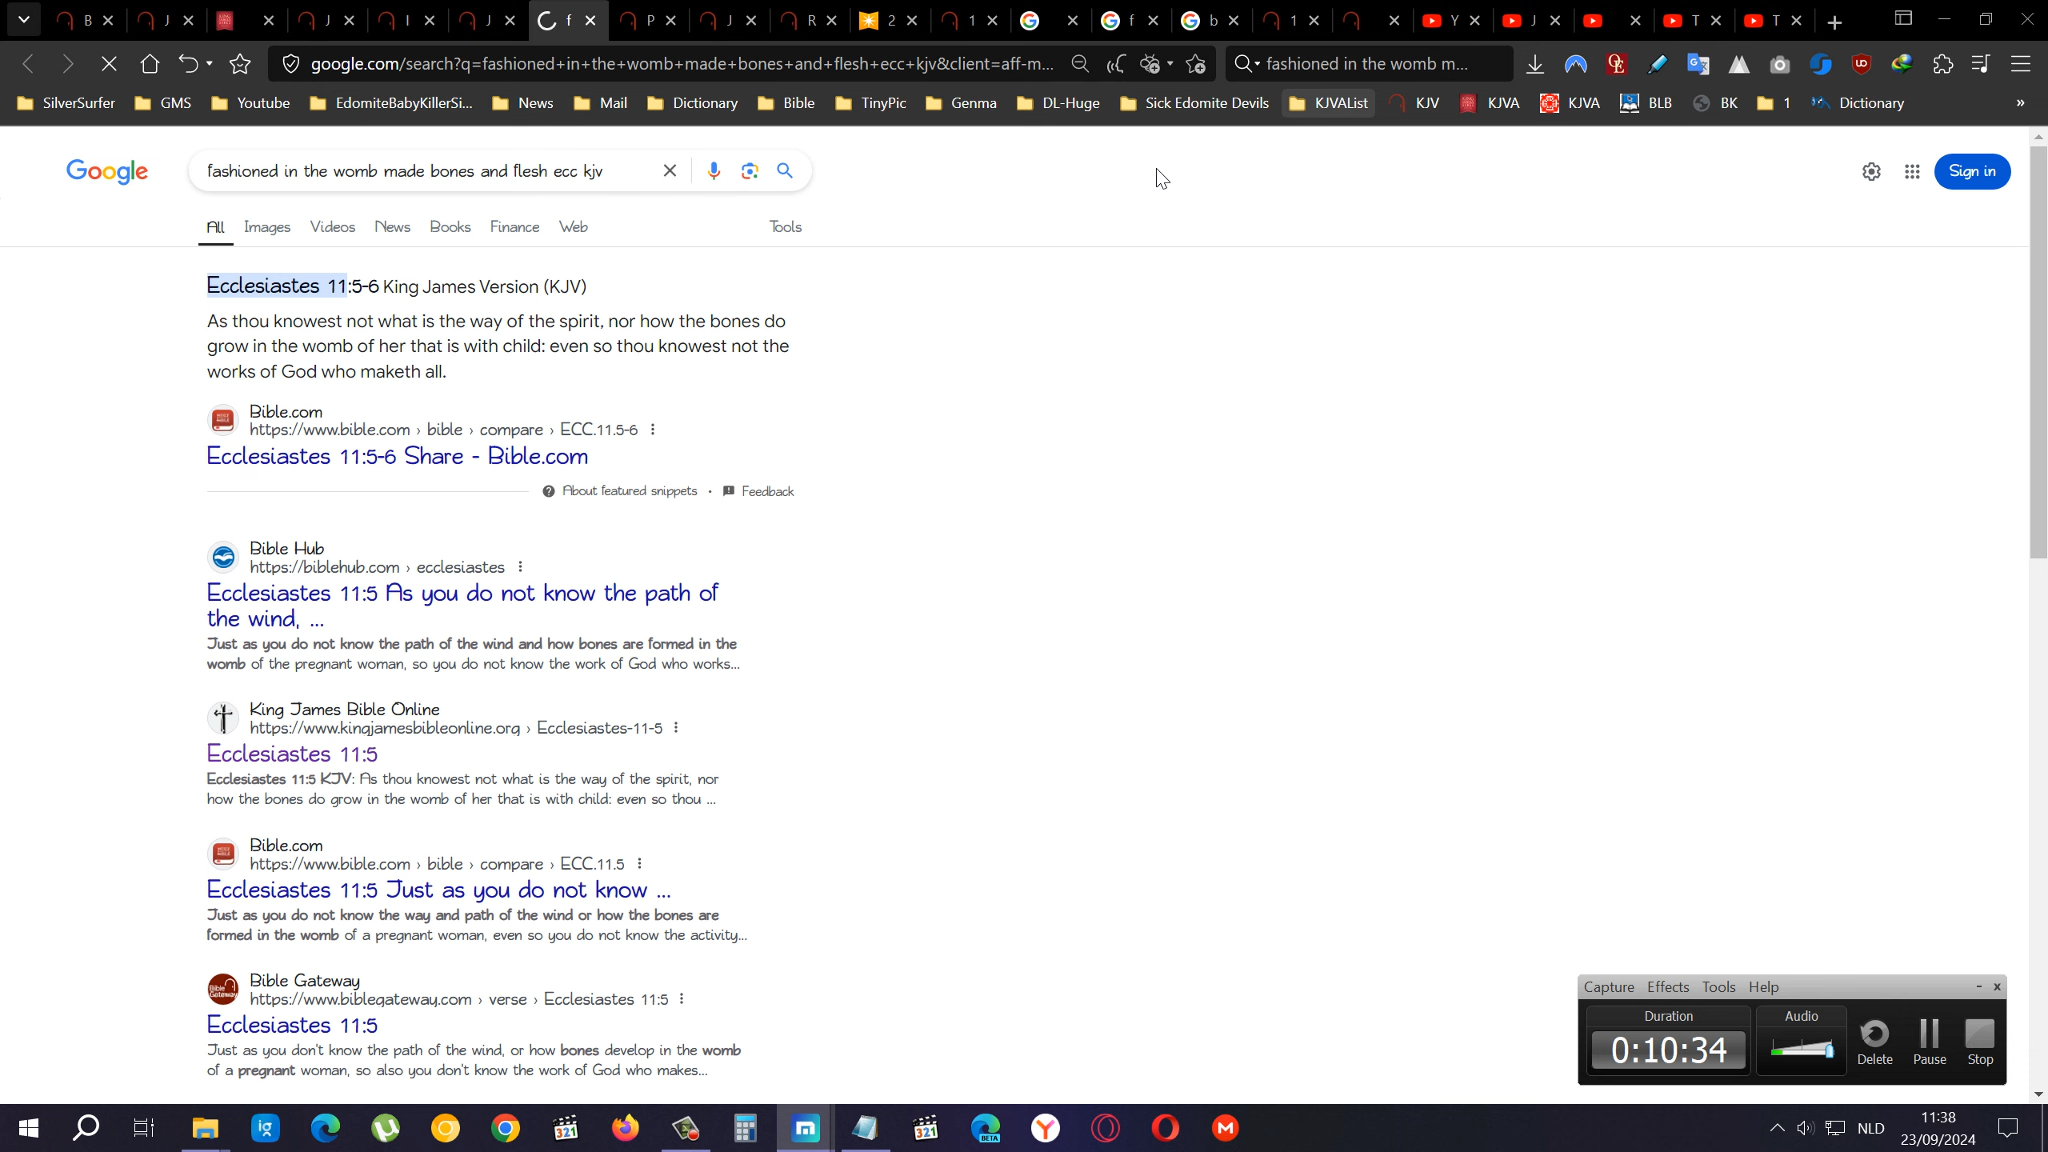 B
J
J
I
J
f
P
J
R
2
1
f
b
1
Y
J
T
T
google.com/search?q=fashioned+in+the+womb+made+bones+and+flesh+ecc+kjv&client=aff-m...
fashioned in the womb m...
SilverSurfer
GMS
Youtube
EdomiteBabyKillerSi...
News
Mail
Dictionary
Bible
TinyPic
Genma
DL-Huge
Sick Edomite Devils
KJVAList
KJV
KJVA
KJVA
BLB
BK
1
Dictionary
»
Google
fashioned in the womb made bones and flesh ecc kjv
Sign in
All
Images
Videos
News
Books
Finance
Web
Tools
Ecclesiastes 11:5-6 King James Version (KJV)
As thou knowest not what is the way of the spirit, nor how the bones do
grow in the womb of her that is with child: even so thou knowest not the
works of God who maketh all.
Bible.com
https://www.bible.com › bible › compare › ECC.11.5-6
Ecclesiastes 11:5-6 Share - Bible.com
About featured snippets • Feedback
Bible Hub
https://biblehub.com › ecclesiastes
Ecclesiastes 11:5 As you do not know the path of
the wind, ...
Just as you do not know the path of the wind and how bones are formed in the
womb of the pregnant woman, so you do not know the work of God who works...
King James Bible Online
https://www.kingjamesbibleonline.org › Ecclesiastes-11-5
Ecclesiastes 11:5
Ecclesiastes 11:5 KJV: As thou knowest not what is the way of the spirit, nor
how the bones do grow in the womb of her that is with child: even so thou ...
Bible.com
https://www.bible.com › bible › compare › ECC.11.5
Ecclesiastes 11:5 Just as you do not know ...
Just as you do not know the way and path of the wind or how the bones are
formed in the womb of a pregnant woman, even so you do not know the activity...
Bible Gateway
https://www.biblegateway.com › verse › Ecclesiastes 11:5
Ecclesiastes 11:5
Just as you don't know the path of the wind, or how bones develop in the womb
of a pregnant woman, so also you don't know the work of God who makes...
Capture Effects Tools Help
Duration
Audio
0:10:34
Delete
Pause
Stop
NLD
11:38
23/09/2024